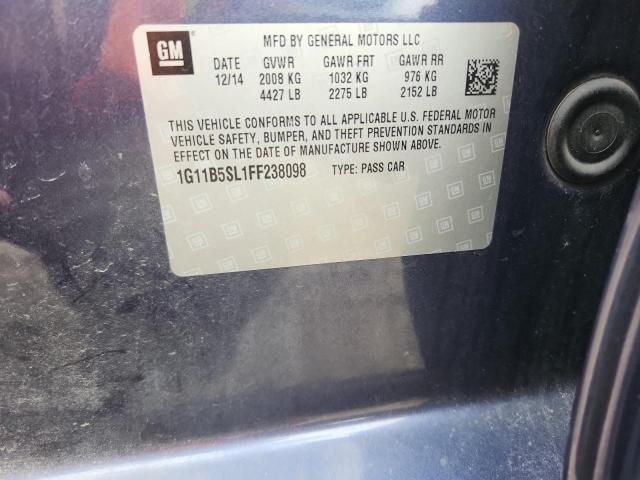 GM
MFD BY GENERAL MOTORS LLC
DATE GVWR GAWR FRT GAWR RR
12/14 2008 KG 1032 KG 976 KG
4427 LB 2275 LB 2152 LB
THIS VEHICLE CONFORMS TO ALL APPLICABLE U.S. FEDERAL MOTOR
VEHICLE SAFETY, BUMPER, AND THEFT PREVENTION STANDARDS IN
EFFECT ON THE DATE OF MANUFACTURE SHOWN ABOVE.
1G11B5SL1FF238098 TYPE: PASS CAR